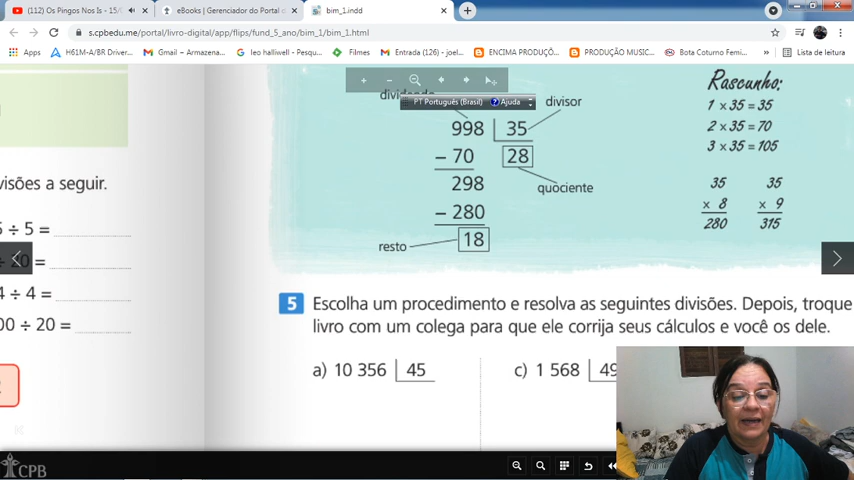 (112) Os Pingos Nos Is - 15/0
eBooks | Gerenciador do Portal c
bim_1.indd
s.cpbedu.me/portal/livro-digital/app/flips/fund_5_ano/bim_1/bim_1.html
Apps
H61M-A/BR Driver...
Gmail – Armazena...
leo halliwell - Pesqu...
Filmes
Entrada (126) - joel...
ENCIMA PRODUÇÕ...
PRODUÇÃO MUSIC...
Bota Coturno Femi...
Lista de leitura
PT Português (Brasil) Ajuda
divisor
998 35
− 70 28
298 quociente
− 280
resto 18
Rascunho:
1 x 35 = 35
2 x 35 = 70
3 x 35 = 105
35 35
x 8 x 9
280 315
visões a seguir.
5 ÷ 5 =
÷ 20 =
4 ÷ 4 =
00 ÷ 20 =
5 Escolha um procedimento e resolva as seguintes divisões. Depois, troque
livro com um colega para que ele corrija seus cálculos e você os dele.
a) 10 356 45
c) 1 568 49
CPB